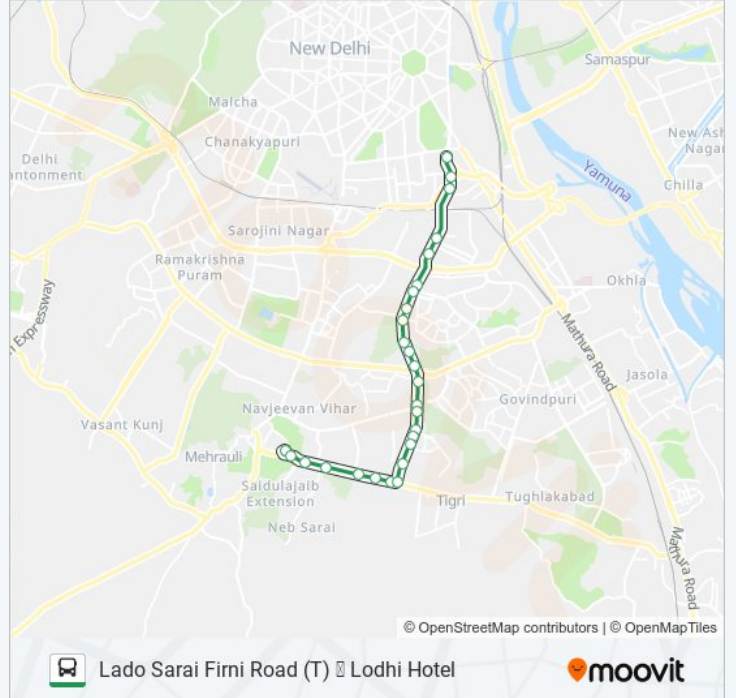 New Delhi
Samaspur
Malcha
Chanakyapuri
New Ash
Nagar
Delhi
antonment
Yamuna
Chilla
Sarojini Nagar
Ramakrishna
Puram
Okhla
Expressway
Mathura Road
Jasola
Govindpuri
Navjeevan Vihar
Vasant Kunj
Mehrauli
Saidulajalb
Extension
Tigri
Tughlakabad
Neb Sarai
Mathura Road
© OpenStreetMap contributors | © OpenMapTiles
Lado Sarai Firni Road (T) Lodhi Hotel
moovit